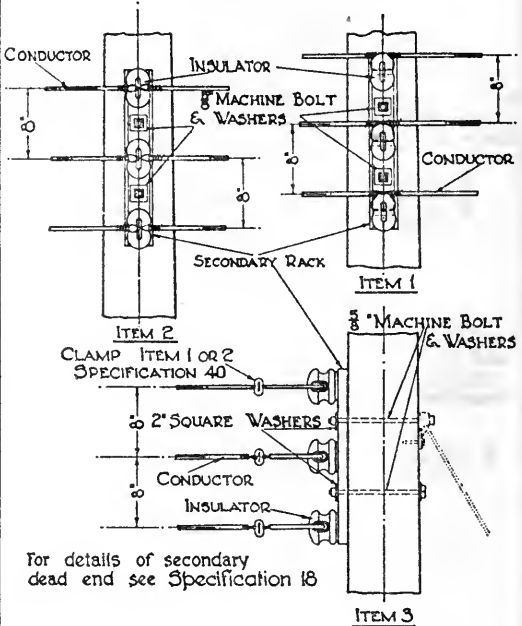 CONDUCTOR
INSULATOR
5/8" MACHINE BOLT
& WASHERS
8"
8"
8"
8"
CONDUCTOR
SECONDARY RACK
ITEM 1
ITEM 2
5/8" MACHINE BOLT
& WASHERS
CLAMP ITEM 1 OR 2
SPECIFICATION 40
2" SQUARE WASHERS
8"
8"
CONDUCTOR
INSULATOR
For details of secondary
dead end see Specification 18
ITEM 3